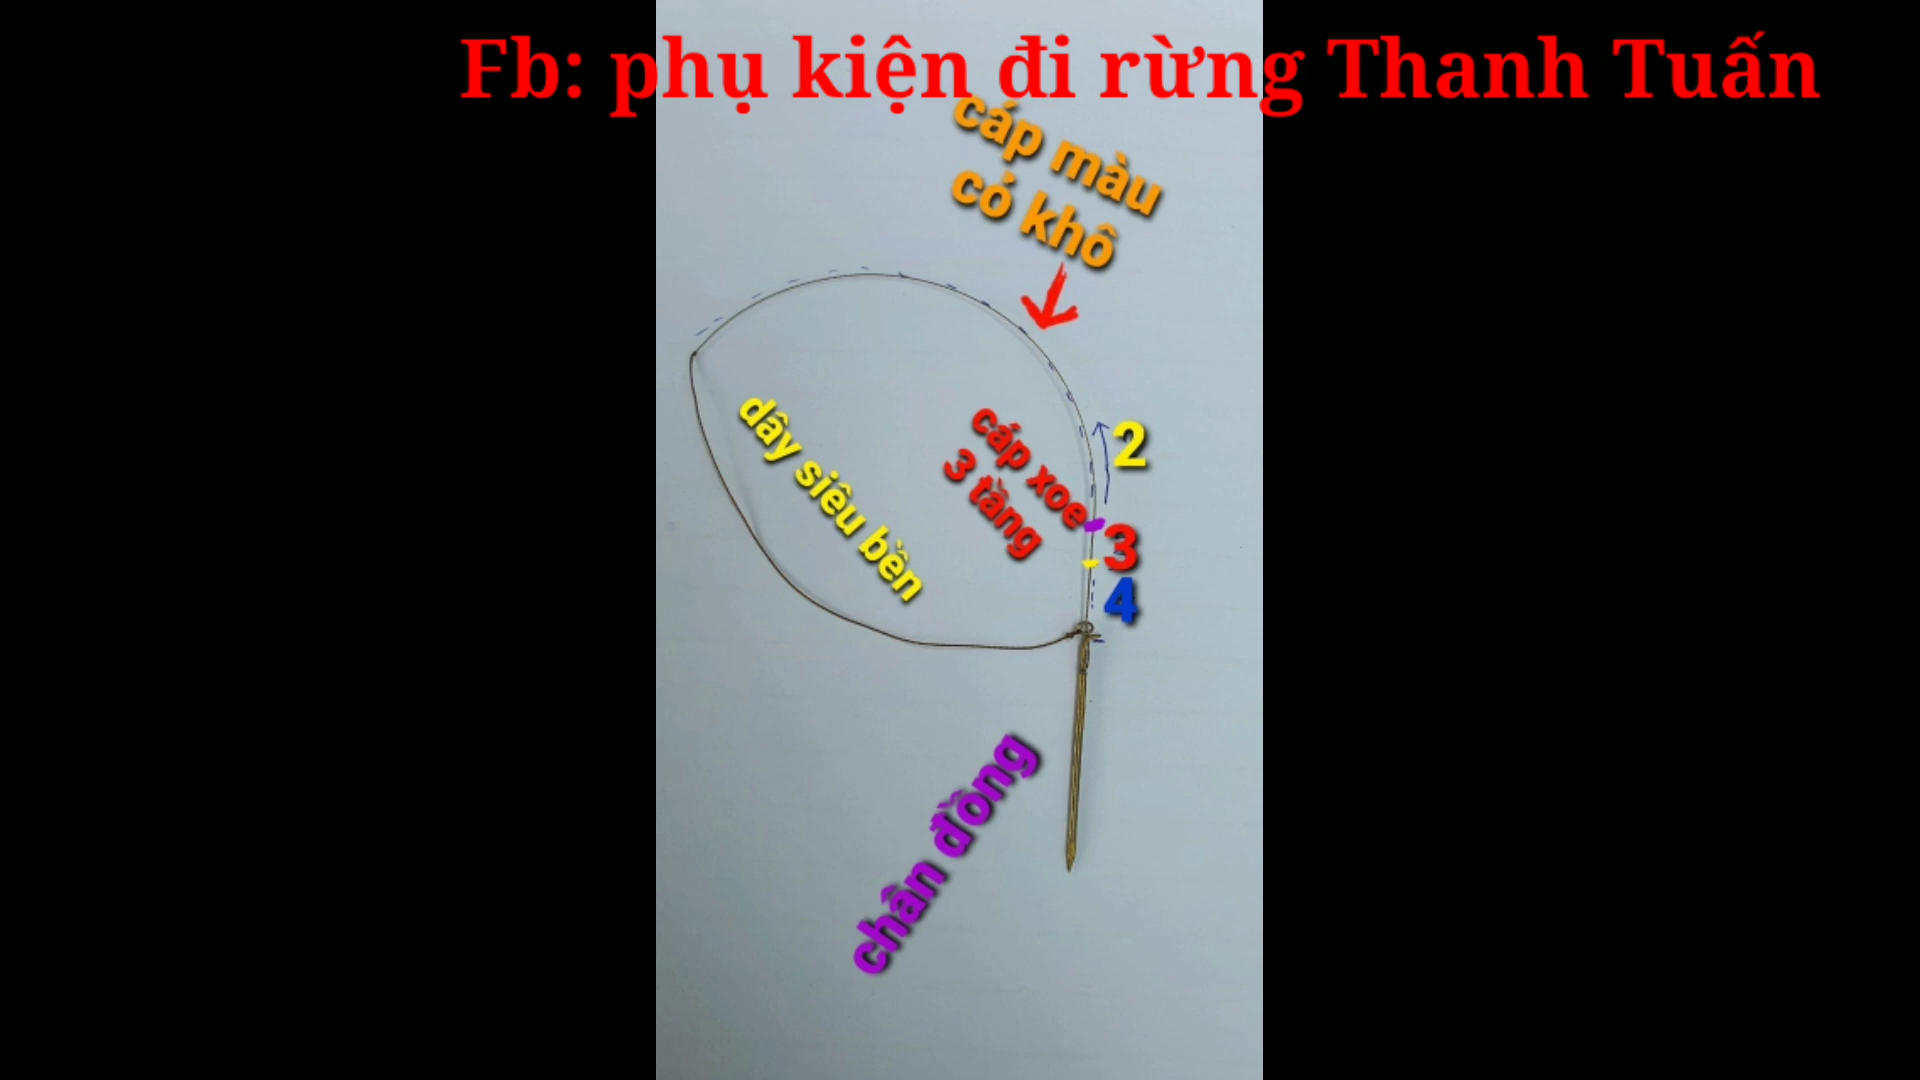 Fb: phụ kiện đi rừng Thanh Tuấn
cáp màu
cỏ khô
dây siêu bền
cáp xoe
3 tầng
2
3
4
chân đồng